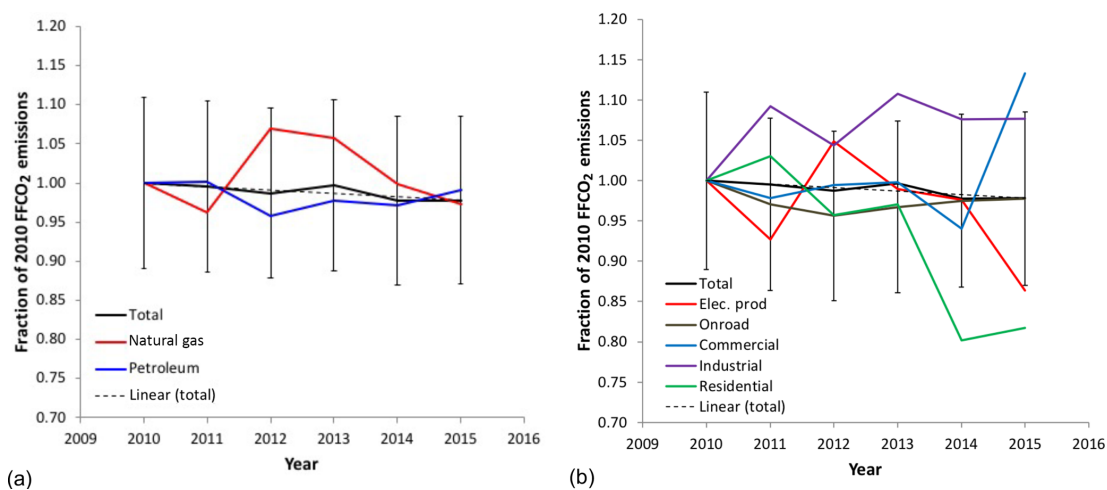 Fraction of 2010 FFCO₂ emissions
1.20
1.15
1.10
1.05
1.00
0.95
0.90
0.85
0.80
0.75
0.70
Total
Natural gas
Petroleum
Linear (total)
2009 2010 2011 2012 2013 2014 2015 2016
Year
(a)
Fraction of 2010 FFCO₂ emissions
1.20
1.15
1.10
1.05
1.00
0.95
0.90
0.85
0.80
0.75
0.70
Total
Elec. prod
Onroad
Commercial
Industrial
Residential
Linear (total)
2009 2010 2011 2012 2013 2014 2015 2016
Year
(b)